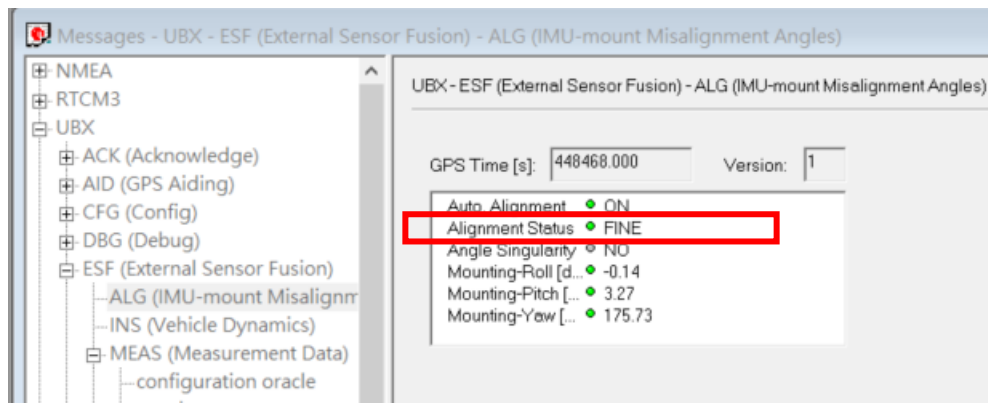 Messages - UBX - ESF (External Sensor Fusion) - ALG (IMU-mount Misalignment Angles)
NMEA
RTCM3
UBX
ACK (Acknowledge)
AID (GPS Aiding)
CFG (Config)
DBG (Debug)
ESF (External Sensor Fusion)
ALG (IMU-mount Misalignm
INS (Vehicle Dynamics)
MEAS (Measurement Data)
configuration oracle
UBX - ESF (External Sensor Fusion) - ALG (IMU-mount Misalignment Angles)
GPS Time [s]: 448468.000 Version: 1
Auto. Alignment ON
Alignment Status FINE
Angle Singularity NO
Mounting-Roll [d... -0.14
Mounting-Pitch [... 3.27
Mounting-Yaw [... 175.73